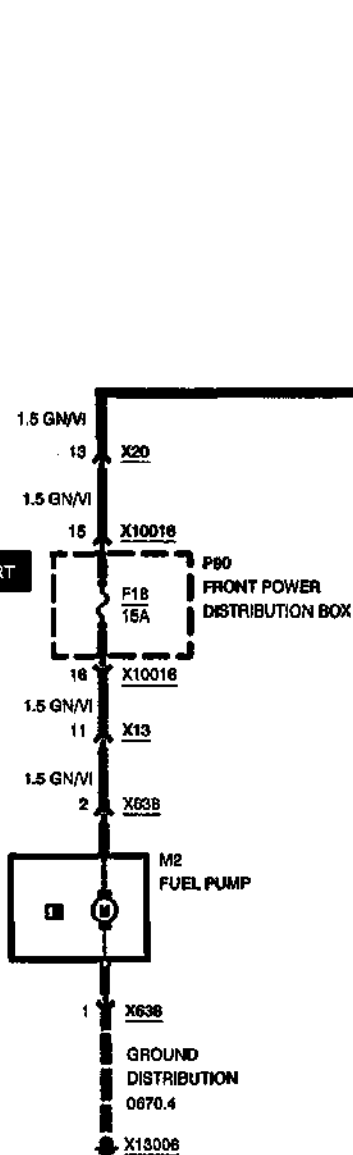 1.5 GN/VI
13 X20
1.5 GN/VI
15 X10016
RT
P90
FRONT POWER
DISTRIBUTION BOX
F18
15A
16 X10016
1.5 GN/VI
11 X13
1.5 GN/VI
2 X638
M2
FUEL PUMP
M
1 X638
GROUND
DISTRIBUTION
0670.4
X13006